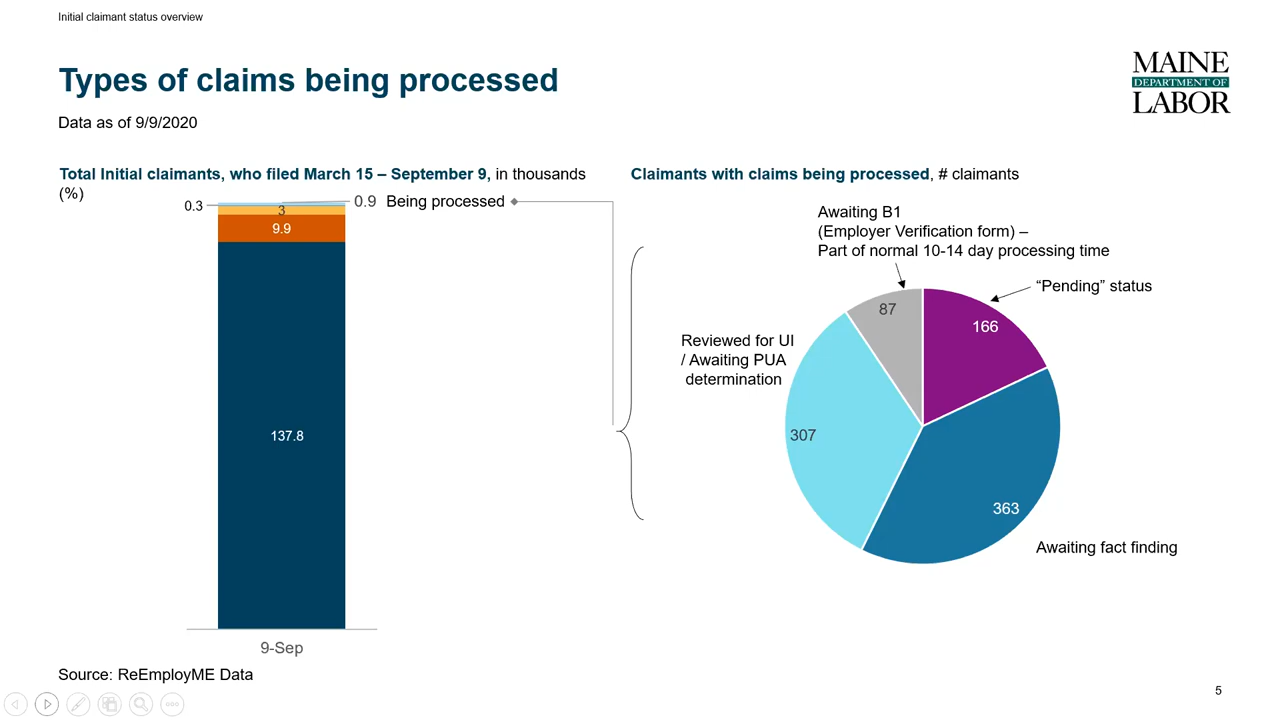 Initial claimant status overview
Types of claims being processed
Data as of 9/9/2020
MAINE
DEPARTMENT OF
LABOR
Total Initial claimants, who filed March 15 – September 9, in thousands
(%)
0.3
3
0.9 Being processed
9.9
137.8
9-Sep
Claimants with claims being processed, # claimants
Awaiting B1
(Employer Verification form) –
Part of normal 10-14 day processing time
“Pending” status
87
166
Reviewed for UI
/ Awaiting PUA
determination
307
363
Awaiting fact finding
Source: ReEmployME Data
5